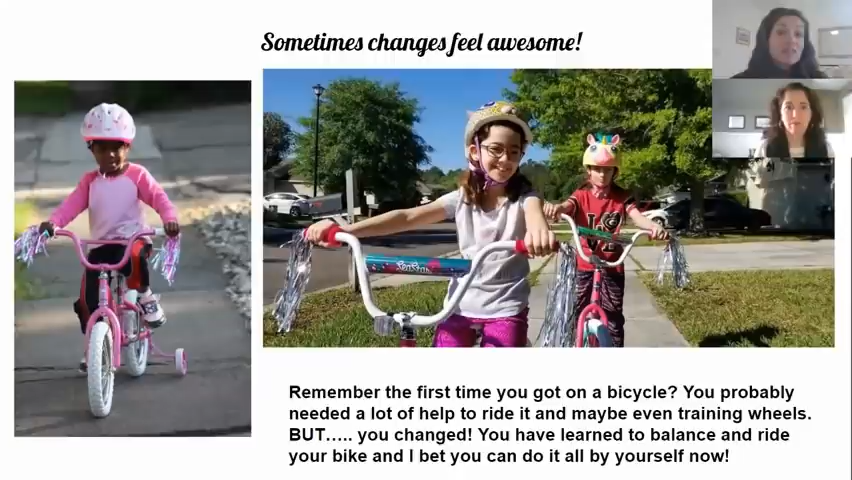 Sometimes changes feel awesome!
SeaStar
Remember the first time you got on a bicycle? You probably
needed a lot of help to ride it and maybe even training wheels.
BUT..... you changed! You have learned to balance and ride
your bike and I bet you can do it all by yourself now!